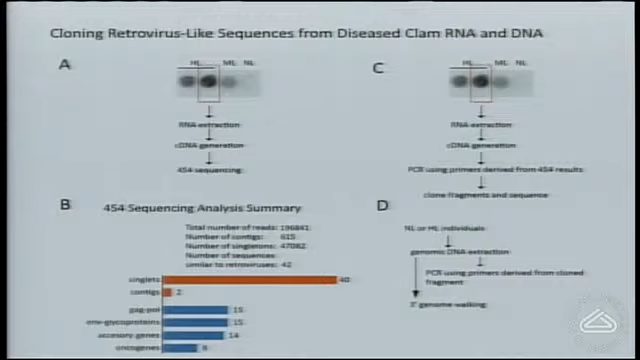 Cloning Retrovirus-Like Sequences from Diseased Clam RNA and DNA
A
HL ML NL
RNA extraction
cDNA generation
454 sequencing
B
454 Sequencing Analysis Summary
Total number of reads: 196841
Number of contigs: 615
Number of singletons: 47062
Number of sequences
similar to retroviruses: 42
singlets 40
contigs 2
gag-pol 15
env-glycoproteins 15
accesory-genes 14
oncogenes
C
HL ML NL
RNA extraction
cDNA generation
PCR using primers derived from 454 results
clone fragments and sequence
D
NL or HL individuals
genomic DNA extraction
PCR using primers derived from cloned
fragment
3' genome walking